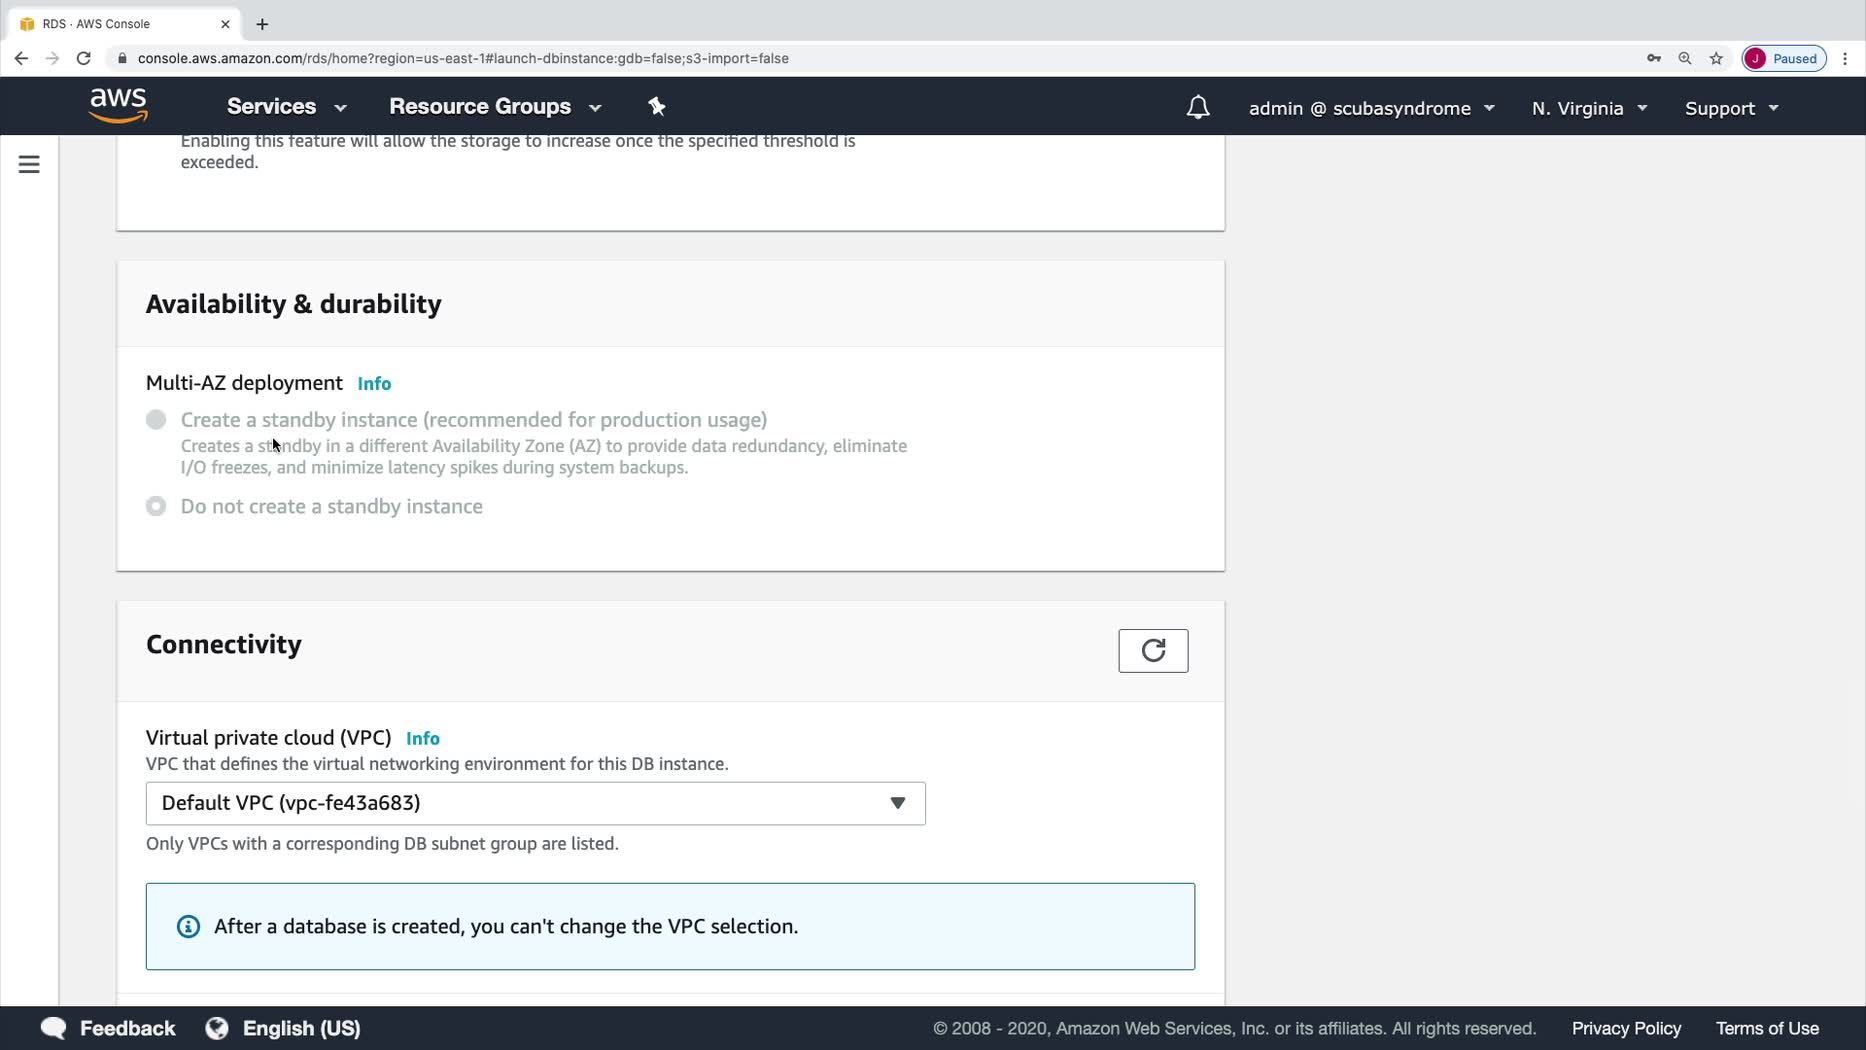 RDS · AWS Console
console.aws.amazon.com/rds/home?region=us-east-1#launch-dbinstance:gdb=false;s3-import=false
J Paused
aws Services Resource Groups admin @ scubasyndrome N. Virginia Support
Enabling this feature will allow the storage to increase once the specified threshold is
exceeded.
Availability & durability
Multi-AZ deployment Info
Create a standby instance (recommended for production usage)
Creates a standby in a different Availability Zone (AZ) to provide data redundancy, eliminate
I/O freezes, and minimize latency spikes during system backups.
Do not create a standby instance
Connectivity
Virtual private cloud (VPC) Info
VPC that defines the virtual networking environment for this DB instance.
Default VPC (vpc-fe43a683)
Only VPCs with a corresponding DB subnet group are listed.
After a database is created, you can't change the VPC selection.
Feedback English (US) © 2008 - 2020, Amazon Web Services, Inc. or its affiliates. All rights reserved. Privacy Policy Terms of Use